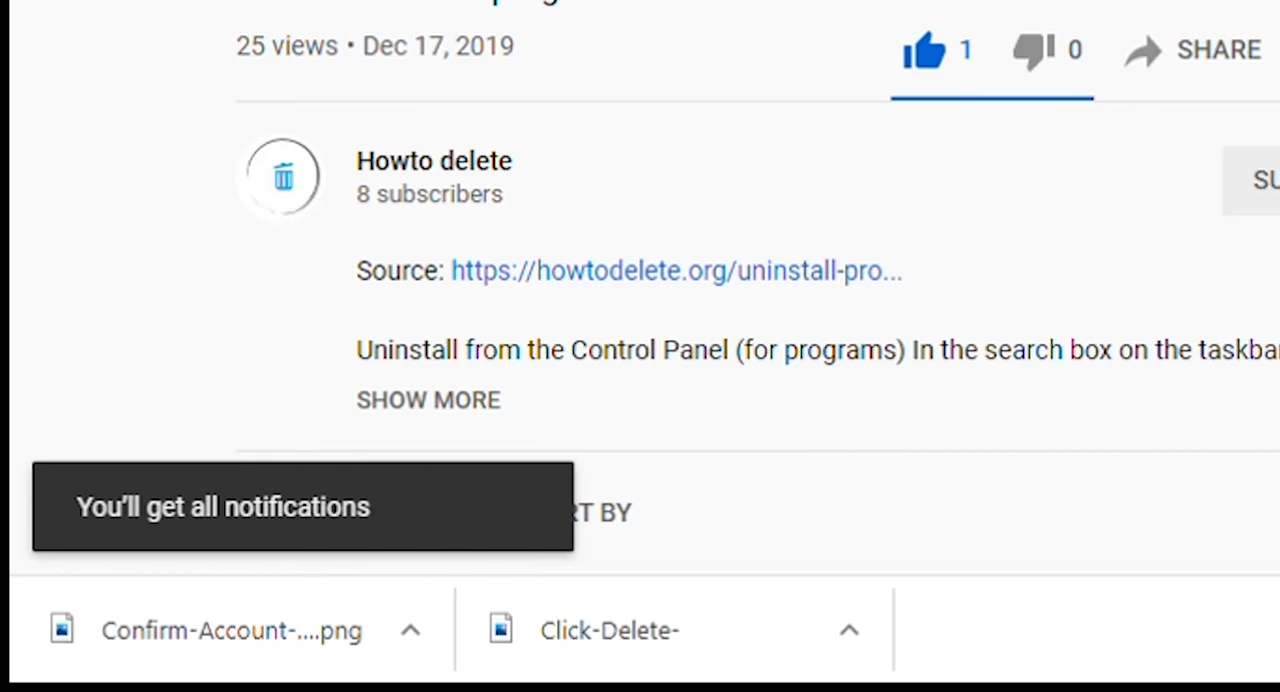 25 views • Dec 17, 2019
1
0
SHARE
Howto delete
8 subscribers
Source: https://howtodelete.org/uninstall-pro...
Uninstall from the Control Panel (for programs) In the search box on the
SHOW MORE
You'll get all notifications
BY
Confirm-Account-....png
Click-Delete-